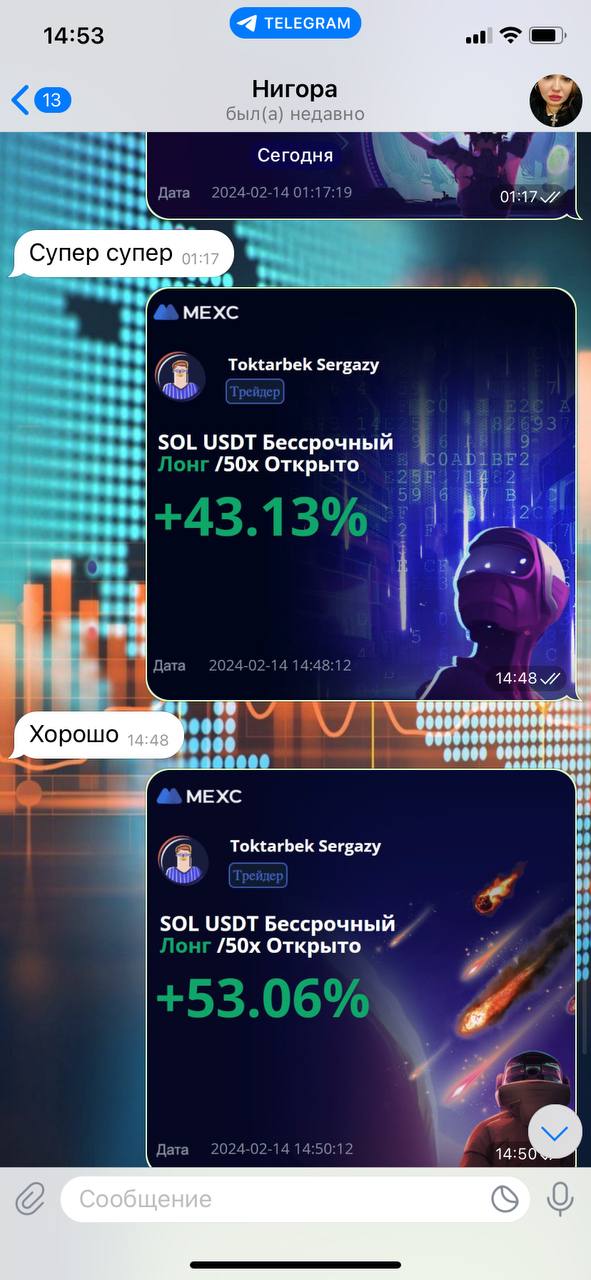 14:53
TELEGRAM
13
Нигора
был(а) недавно
Сегодня
Дата 2024-02-14 01:17:19
01:17
Супер супер 01:17
MEXC
Toktarbek Sergazy
Трейдер
SOL USDT Бессрочный
Лонг /50x Открыто
+43.13%
Дата 2024-02-14 14:48:12
14:48
Хорошо 14:48
MEXC
Toktarbek Sergazy
Трейдер
SOL USDT Бессрочный
Лонг /50x Открыто
+53.06%
Дата 2024-02-14 14:50:12
14:50
Сообщение